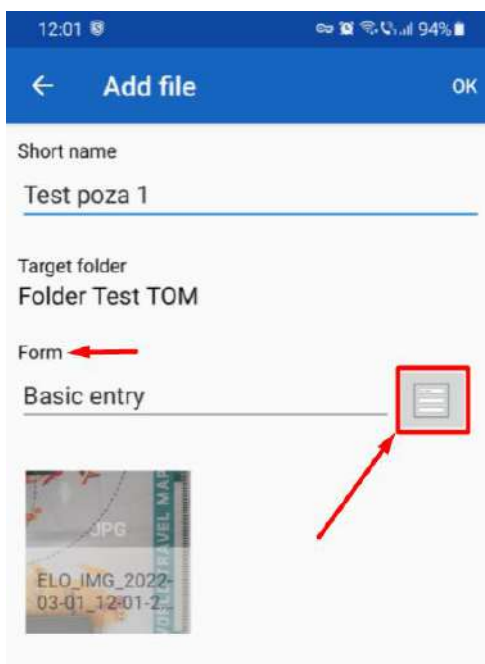 12:01 94%
Add file OK
Short name
Test poza 1
Target folder
Folder Test TOM
Form
Basic entry
JPG
ELO_IMG_2022-
03-01_12-01-2...